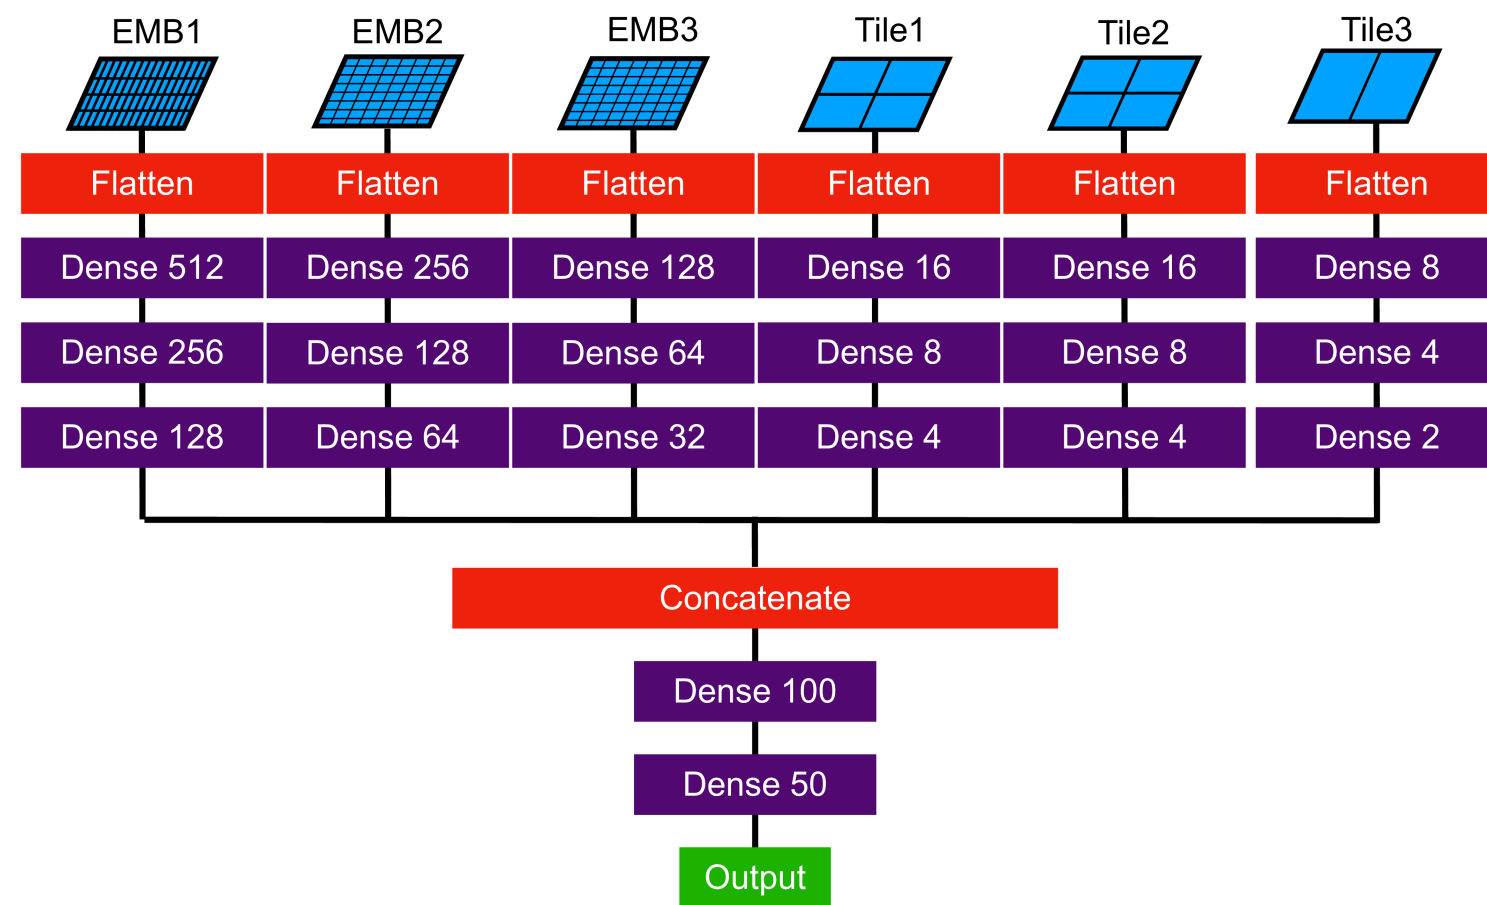 EMB1 EMB2 EMB3 Tile1 Tile2 Tile3
Flatten Flatten Flatten Flatten Flatten Flatten
Dense 512 Dense 256 Dense 128 Dense 16 Dense 16 Dense 8
Dense 256 Dense 128 Dense 64 Dense 8 Dense 8 Dense 4
Dense 128 Dense 64 Dense 32 Dense 4 Dense 4 Dense 2
Concatenate
Dense 100
Dense 50
Output